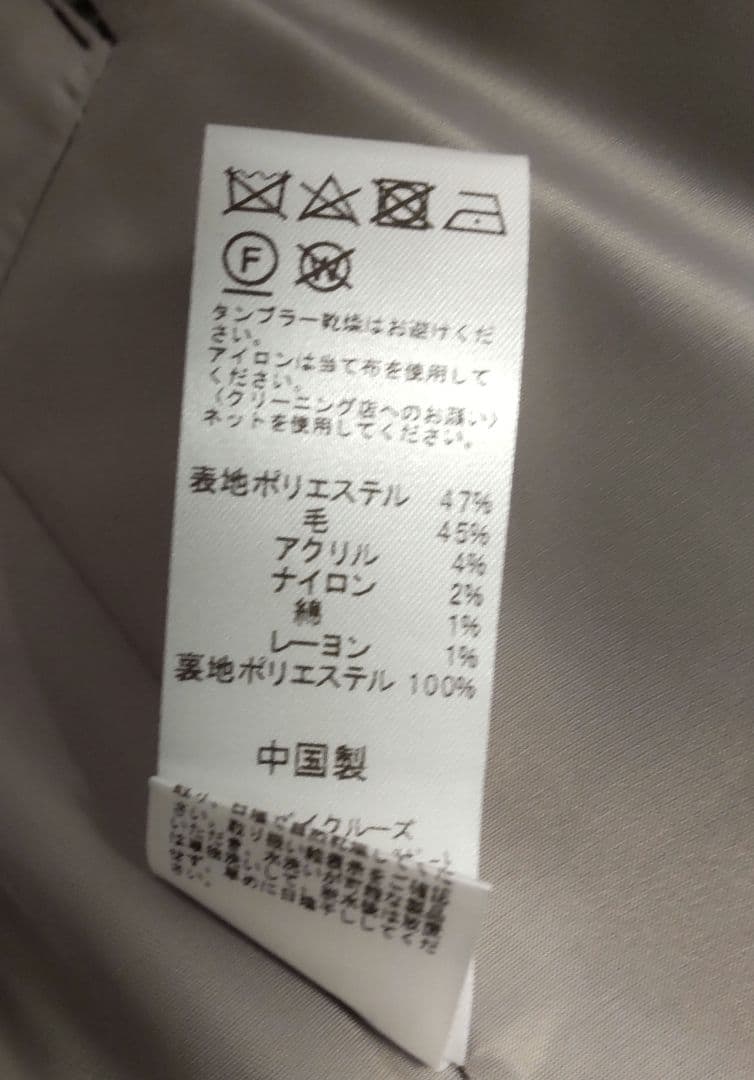 F
W
タンブラー乾燥はお避けくだ
さい。
アイロンは当て布を使用して
ください。
〈クリーニング店へのお願い〉
ネットを使用してください。
表地ポリエステル 47%
毛 45%
アクリル 4%
ナイロン 2%
綿 1%
レーヨン 1%
裏地ポリエステル 100%
中国製
イクルーズ